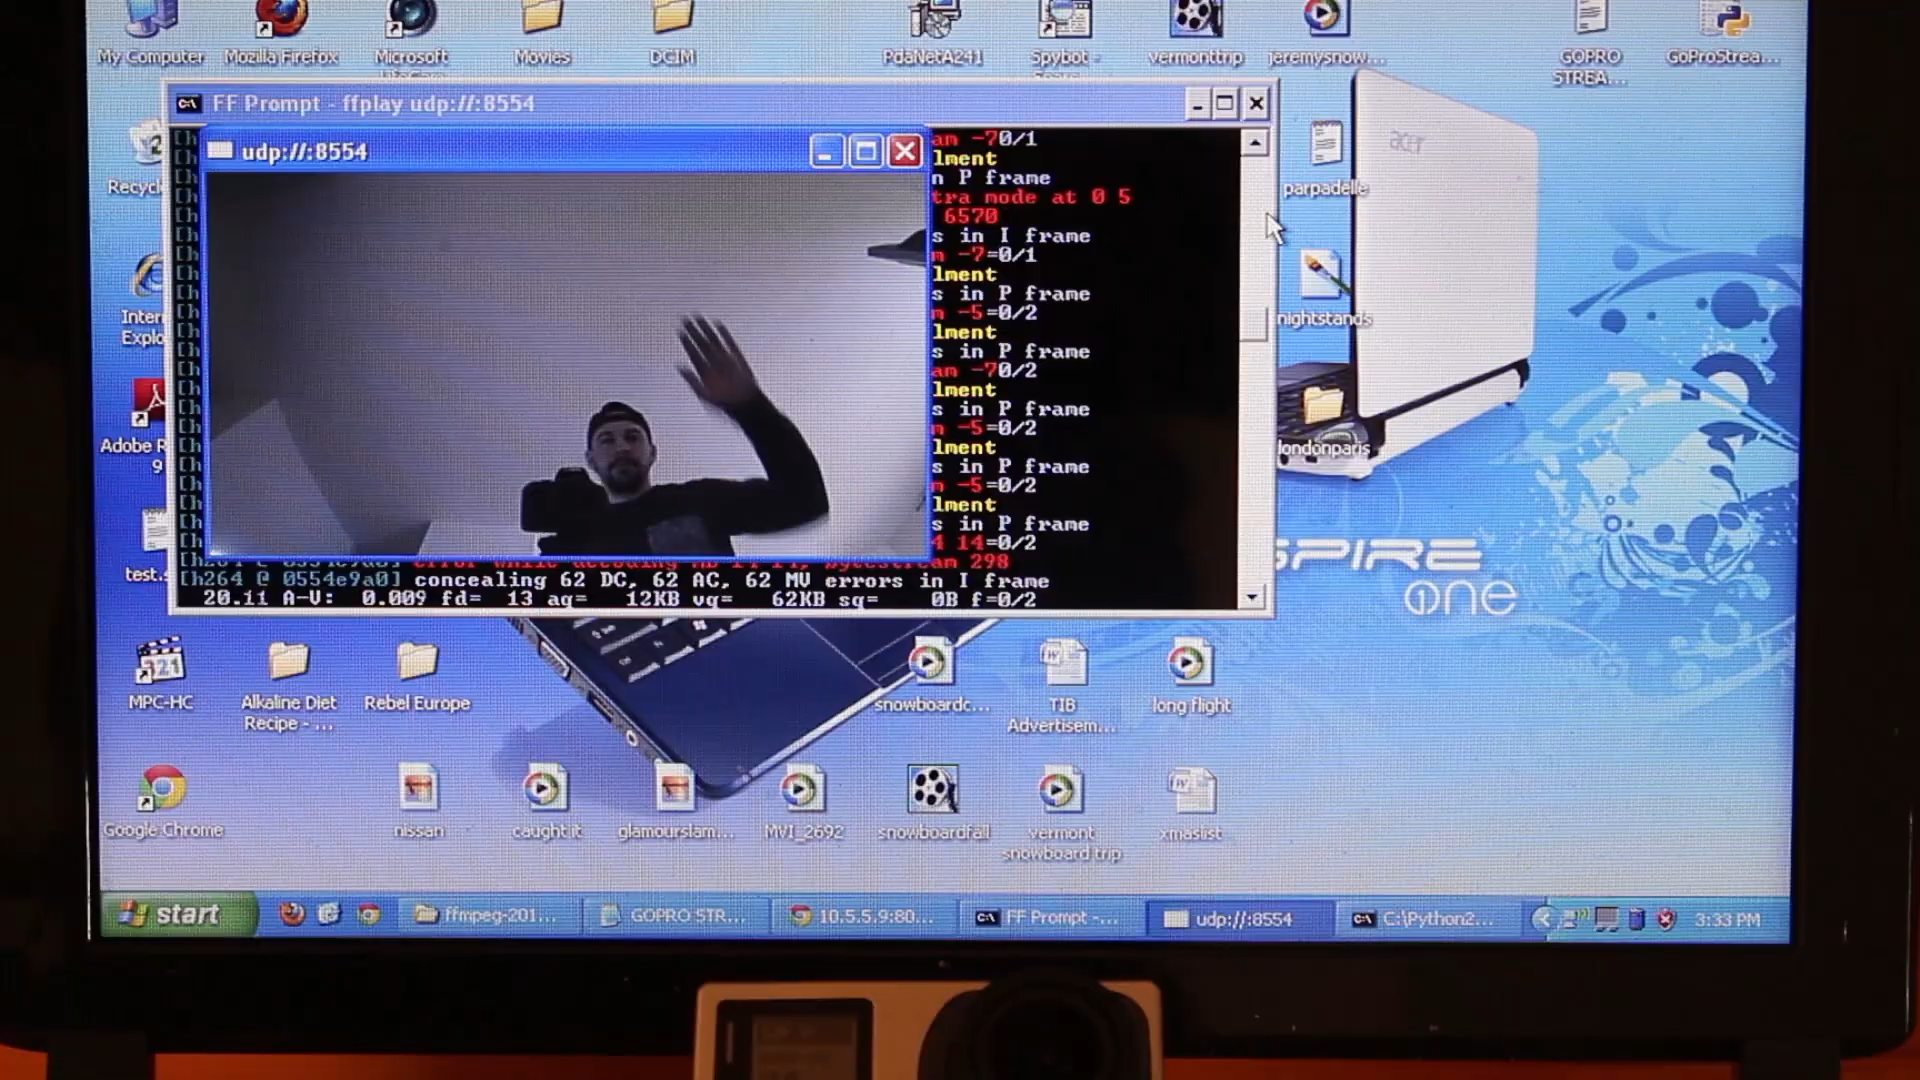 My Computer
Mozilla Firefox
Microsoft
Movies
DCIM
PdaNetA241
Spybot -
vermonttrip
jeremysnow...
GOPRO
STREA...
GoProStrea...
FF Prompt - ffplay udp://:8554
udp://:8554
am -70/1
lment
n P frame
tra mode at 0 5
6570
s in I frame
m -7=0/1
lment
s in P frame
m -5=0/2
lment
s in P frame
am -70/2
lment
s in P frame
m -5=0/2
lment
s in P frame
m -5=0/2
lment
s in P frame
4 14=0/2
298
[h264 @ 0554e9a0] concealing 62 DC, 62 AC, 62 MV errors in I frame
20.11 A-V: 0.009 fd= 13 aq= 12KB vq= 62KB sq= 0B f=0/2
Recycl
Inter
Explo
Adobe R
9
test.
parpadelle
nightstands
londonparis
acer
SPIRE
one
MPC-HC
321
Alkaline Diet
Recipe - ...
Rebel Europe
snowboardc...
TIB
Advertisem...
long flight
Google Chrome
nissan
caught it
glamourslam...
MVI_2692
snowboardfall
vermont
snowboard trip
xmaslist
start
ffmpeg-201...
GOPRO STR...
10.5.5.9:80...
FF Prompt -...
udp://:8554
C:\Python2...
3:33 PM